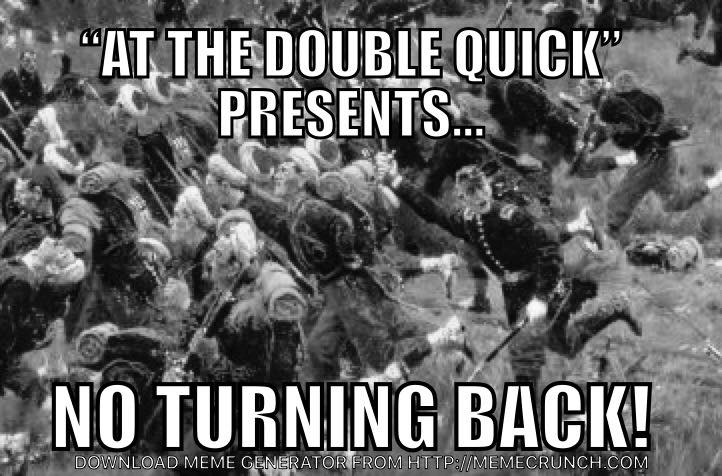 “AT THE DOUBLE QUICK”
PRESENTS...
NO TURNING BACK!
DOWNLOAD MEME GENERATOR FROM HTTP://MEMECRUNCH.COM